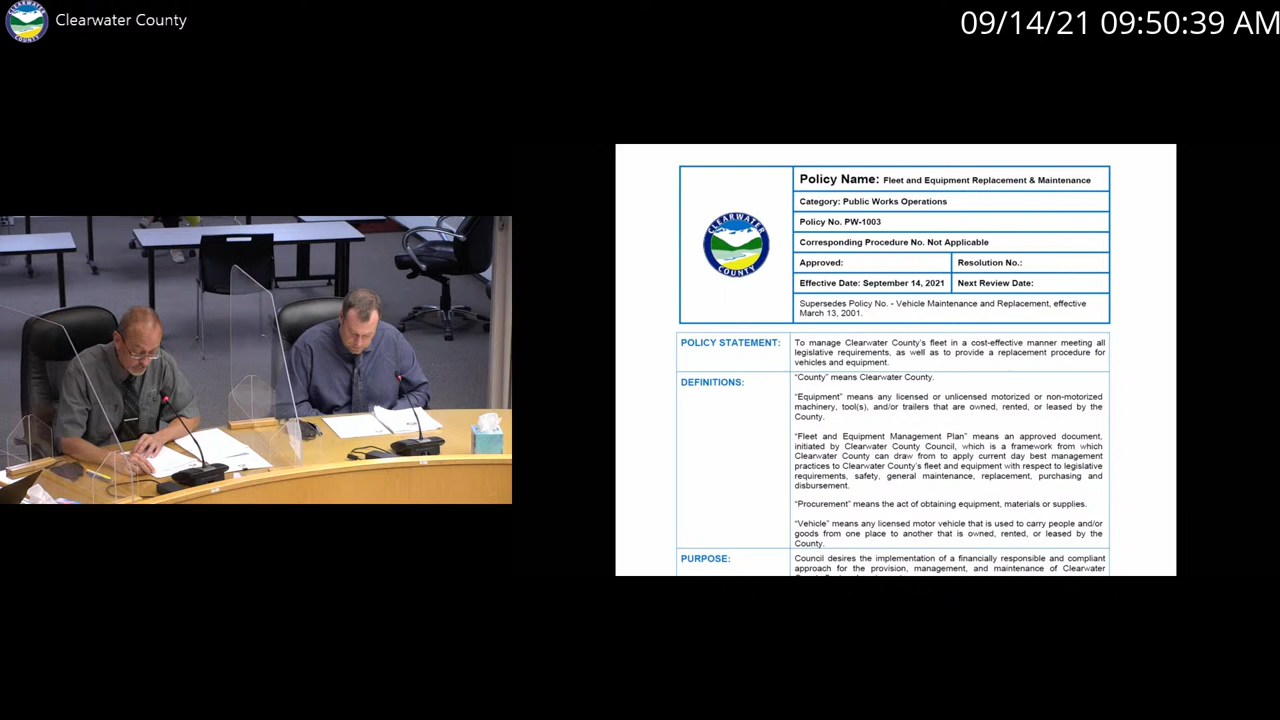 Clearwater County
09/14/21 09:50:39 AM
CLEARWATER
COUNTY
Policy Name: Fleet and Equipment Replacement & Maintenance
Category: Public Works Operations
Policy No. PW-1003
Corresponding Procedure No. Not Applicable
Approved:
Resolution No.:
Effective Date: September 14, 2021
Next Review Date:
Supersedes Policy No. - Vehicle Maintenance and Replacement, effective
March 13, 2001.
POLICY STATEMENT:
To manage Clearwater County's fleet in a cost-effective manner meeting all
legislative requirements, as well as to provide a replacement procedure for
vehicles and equipment.
DEFINITIONS:
"County" means Clearwater County.
"Equipment" means any licensed or unlicensed motorized or non-motorized
machinery, tool(s), and/or trailers that are owned, rented, or leased by the
County.
"Fleet and Equipment Management Plan" means an approved document,
initiated by Clearwater County Council, which is a framework from which
Clearwater County can draw from to apply current day best management
practices to Clearwater County's fleet and equipment with respect to legislative
requirements, safety, general maintenance, replacement, purchasing and
disbursement.
"Procurement" means the act of obtaining equipment, materials or supplies.
"Vehicle" means any licensed motor vehicle that is used to carry people and/or
goods from one place to another that is owned, rented, or leased by the
County.
PURPOSE:
Council desires the implementation of a financially responsible and compliant
approach for the provision, management, and maintenance of Clearwater